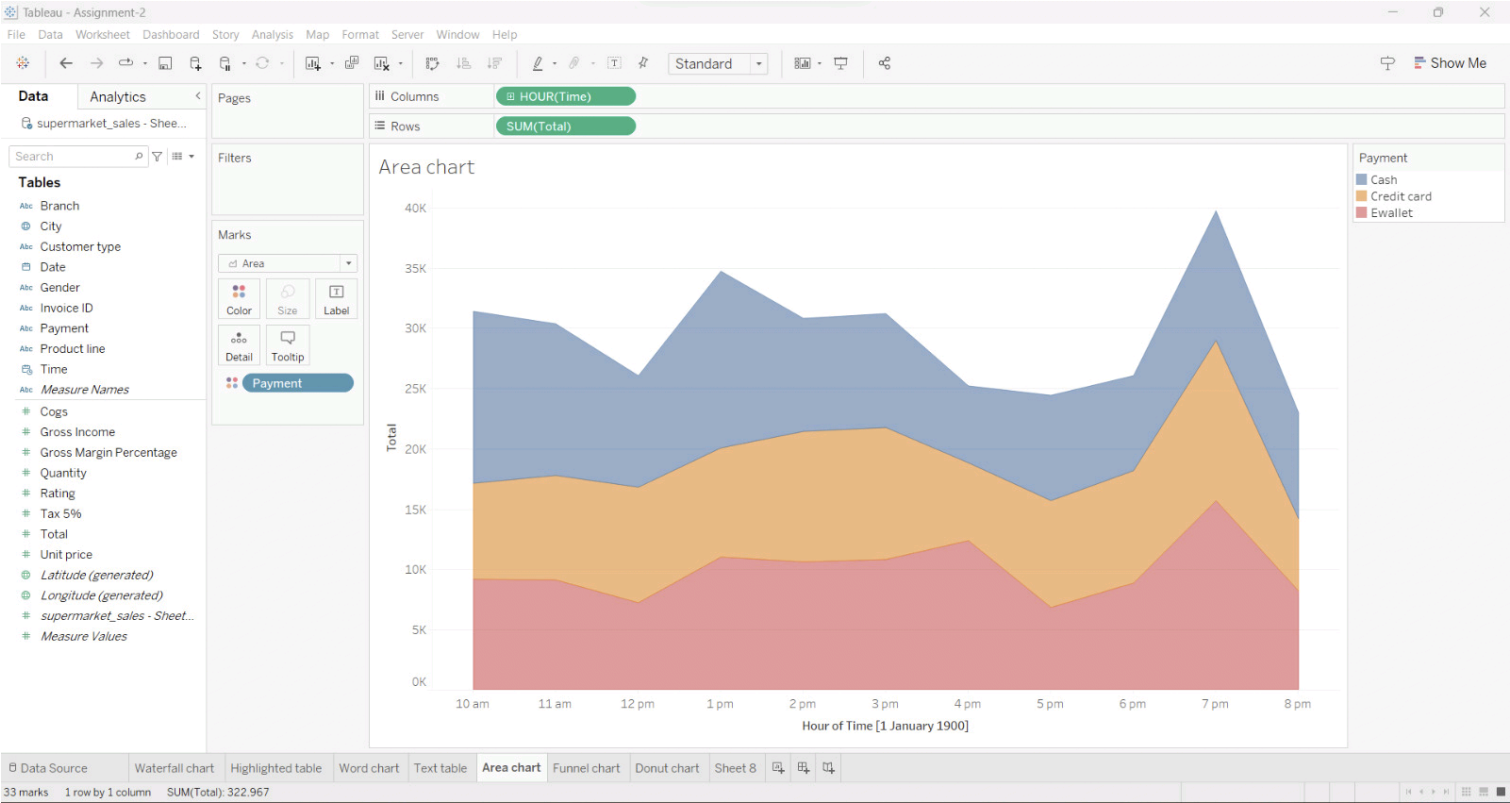 Tableau - Assignment-2
File Data Worksheet Dashboard Story Analysis Map Format Server Window Help
Standard
Show Me
Data Analytics
supermarket_sales - Shee...
Search
Tables
Abc Branch
City
Abc Customer type
Date
Abc Gender
Abc Invoice ID
Abc Payment
Abc Product line
Time
Abc Measure Names
# Cogs
# Gross Income
# Gross Margin Percentage
# Quantity
# Rating
# Tax 5%
# Total
# Unit price
Latitude (generated)
Longitude (generated)
# supermarket_sales - Sheet...
# Measure Values
Pages
Filters
Marks
Area
Color Size Label
Detail Tooltip
Payment
Columns HOUR(Time)
Rows SUM(Total)
Area chart
40K
35K
30K
25K
20K
15K
10K
5K
0K
Total
10 am 11 am 12 pm 1 pm 2 pm 3 pm 4 pm 5 pm 6 pm 7 pm 8 pm
Hour of Time [1 January 1900]
Payment
Cash
Credit card
Ewallet
Data Source Waterfall chart Highlighted table Word chart Text table Area chart Funnel chart Donut chart Sheet 8
33 marks 1 row by 1 column SUM(Total): 322.967